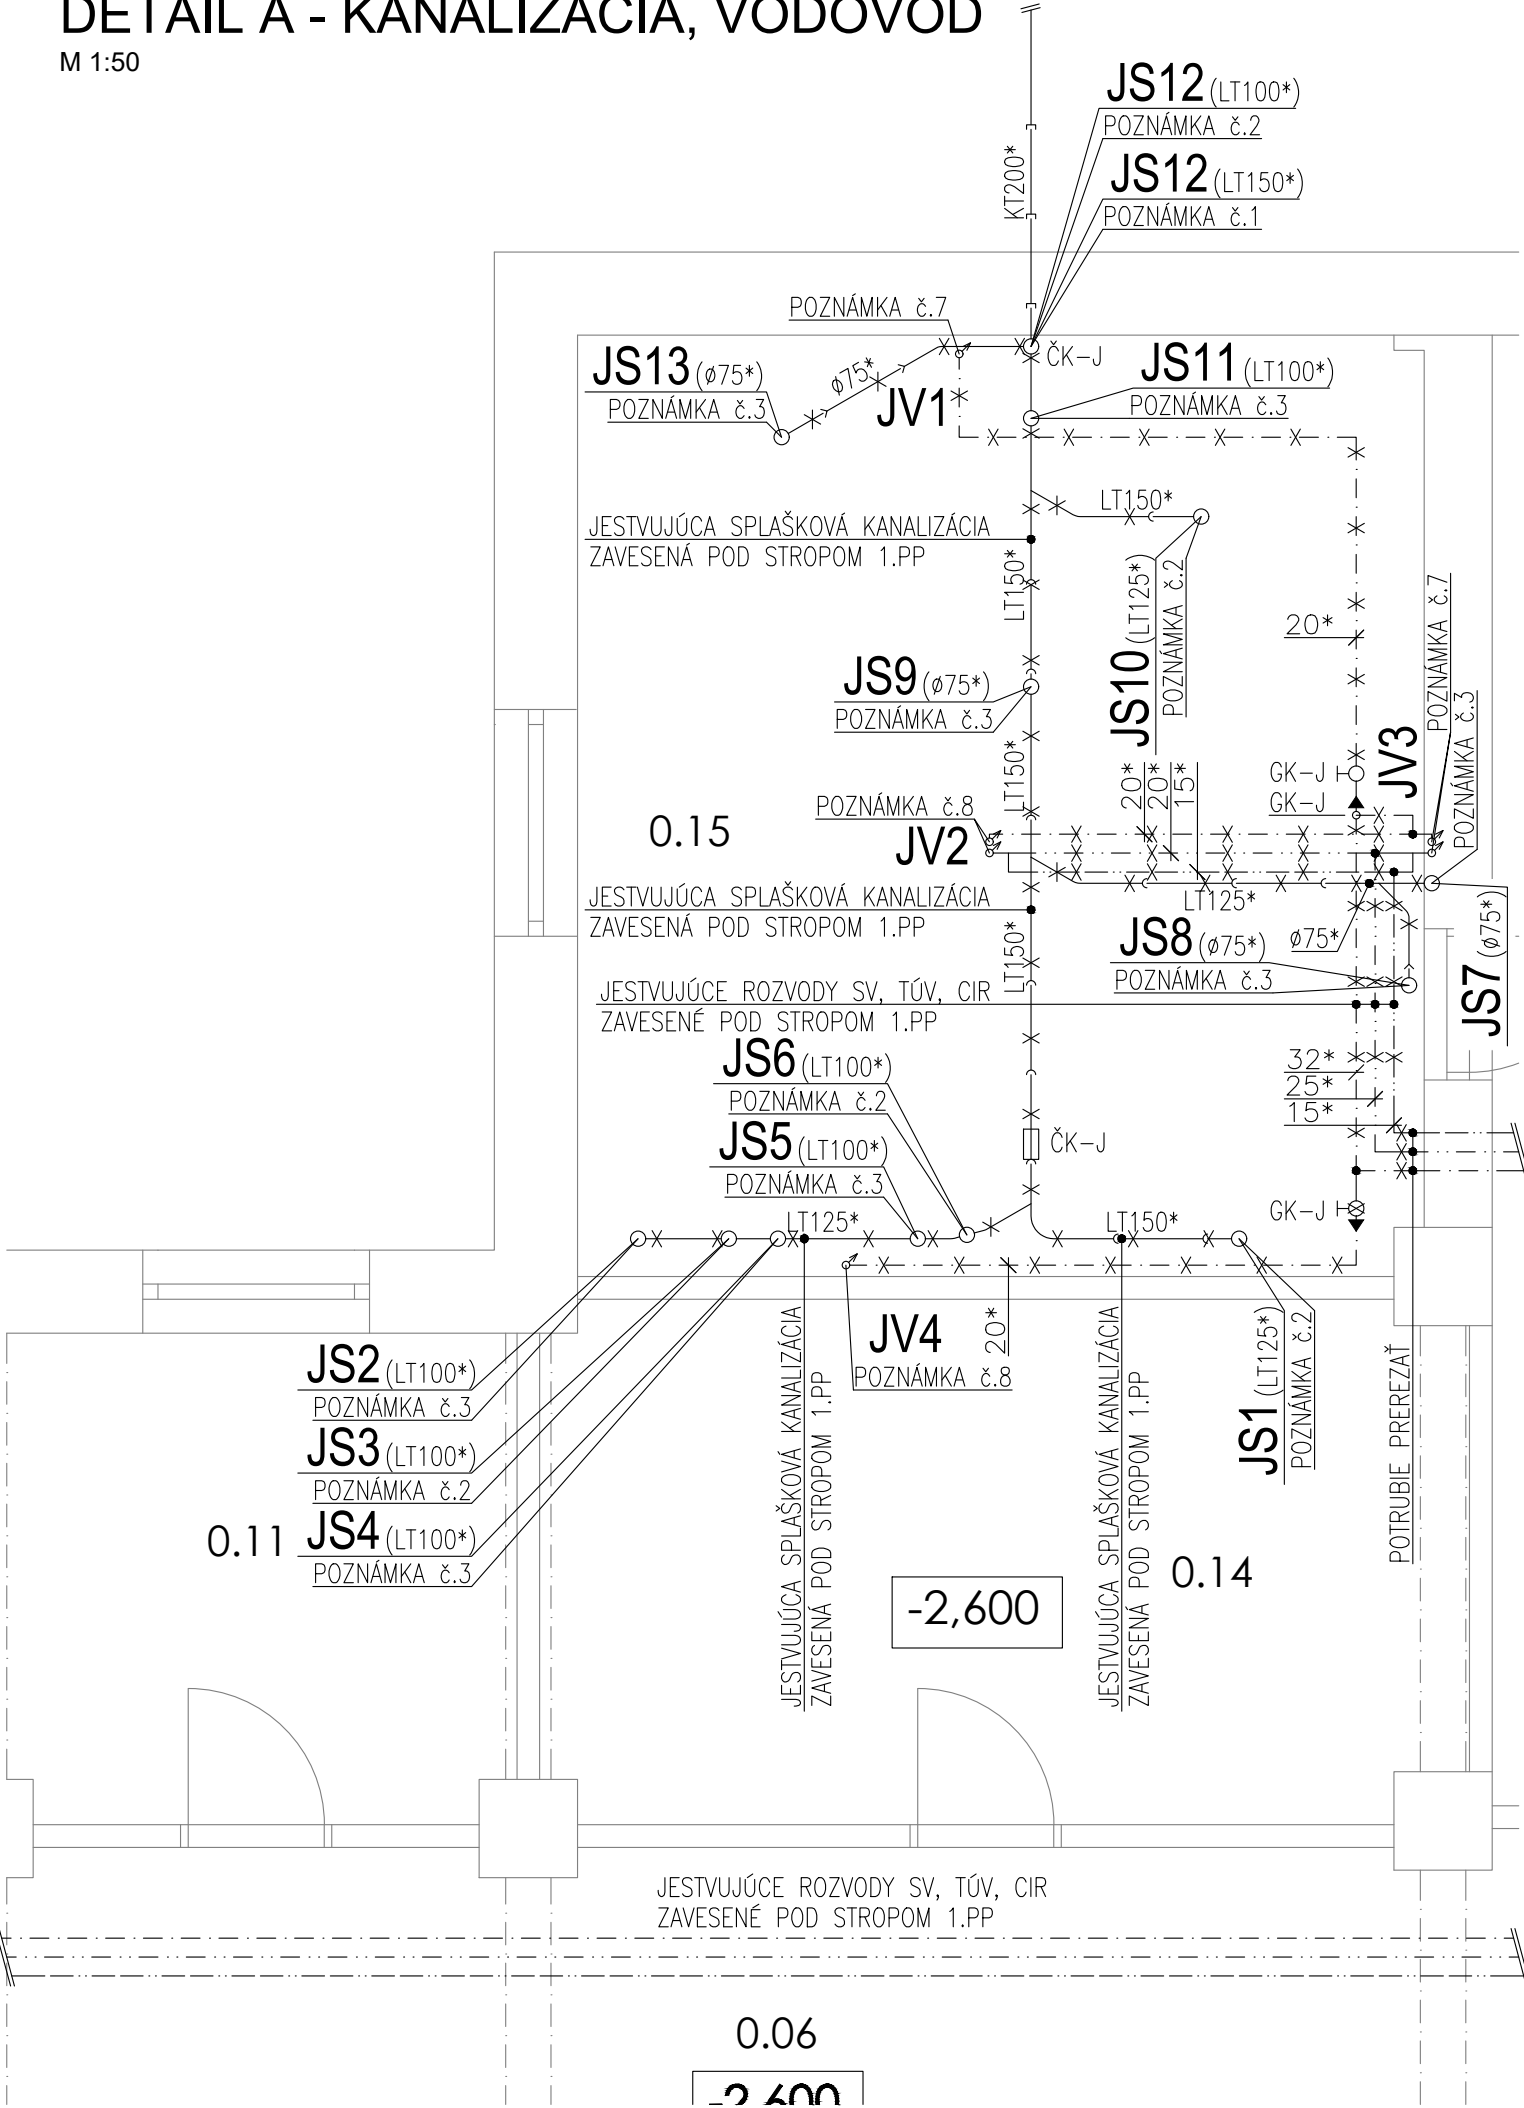 DETAIL A - KANALIZÁCIA, VODOVOD
M 1:50
JS12 (LT100*)
POZNÁMKA č.2
JS12 (LT150*)
POZNÁMKA č.1
KT200*
POZNÁMKA č.7
ČK-J
JS13 (ø75*)
POZNÁMKA č.3
ø75*
JV1
JS11 (LT100*)
POZNÁMKA č.3
LT150*
JESTVUJÚCA SPLAŠKOVÁ KANALIZÁCIA
ZAVESENÁ POD STROPOM 1.PP
LT150*
JS10 (LT125*)
POZNÁMKA č.2
20*
POZNÁMKA č.7
POZNÁMKA č.3
JS9 (ø75*)
POZNÁMKA č.3
LT150*
20*
20*
15*
GK-J
GK-J
JV3
POZNÁMKA č.8
JV2
0.15
JESTVUJÚCA SPLAŠKOVÁ KANALIZÁCIA
ZAVESENÁ POD STROPOM 1.PP
LT125*
LT150*
JS8 (ø75*)
POZNÁMKA č.3
ø75*
JS7 (ø75*)
JESTVUJÚCE ROZVODY SV, TÚV, CIR
ZAVESENÉ POD STROPOM 1.PP
JS6 (LT100*)
POZNÁMKA č.2
32*
25*
15*
JS5 (LT100*)
POZNÁMKA č.3
ČK-J
LT125*
LT150*
GK-J
JS2 (LT100*)
POZNÁMKA č.3
JS3 (LT100*)
POZNÁMKA č.2
JS4 (LT100*)
POZNÁMKA č.3
0.11
JESTVUJÚCA SPLAŠKOVÁ KANALIZÁCIA
ZAVESENÁ POD STROPOM 1.PP
JV4
POZNÁMKA č.8
20*
JESTVUJÚCA SPLAŠKOVÁ KANALIZÁCIA
ZAVESENÁ POD STROPOM 1.PP
JS1 (LT125*)
POZNÁMKA č.2
POTRUBIE PREREZAŤ
0.14
-2,600
JESTVUJÚCE ROZVODY SV, TÚV, CIR
ZAVESENÉ POD STROPOM 1.PP
0.06
-2,600